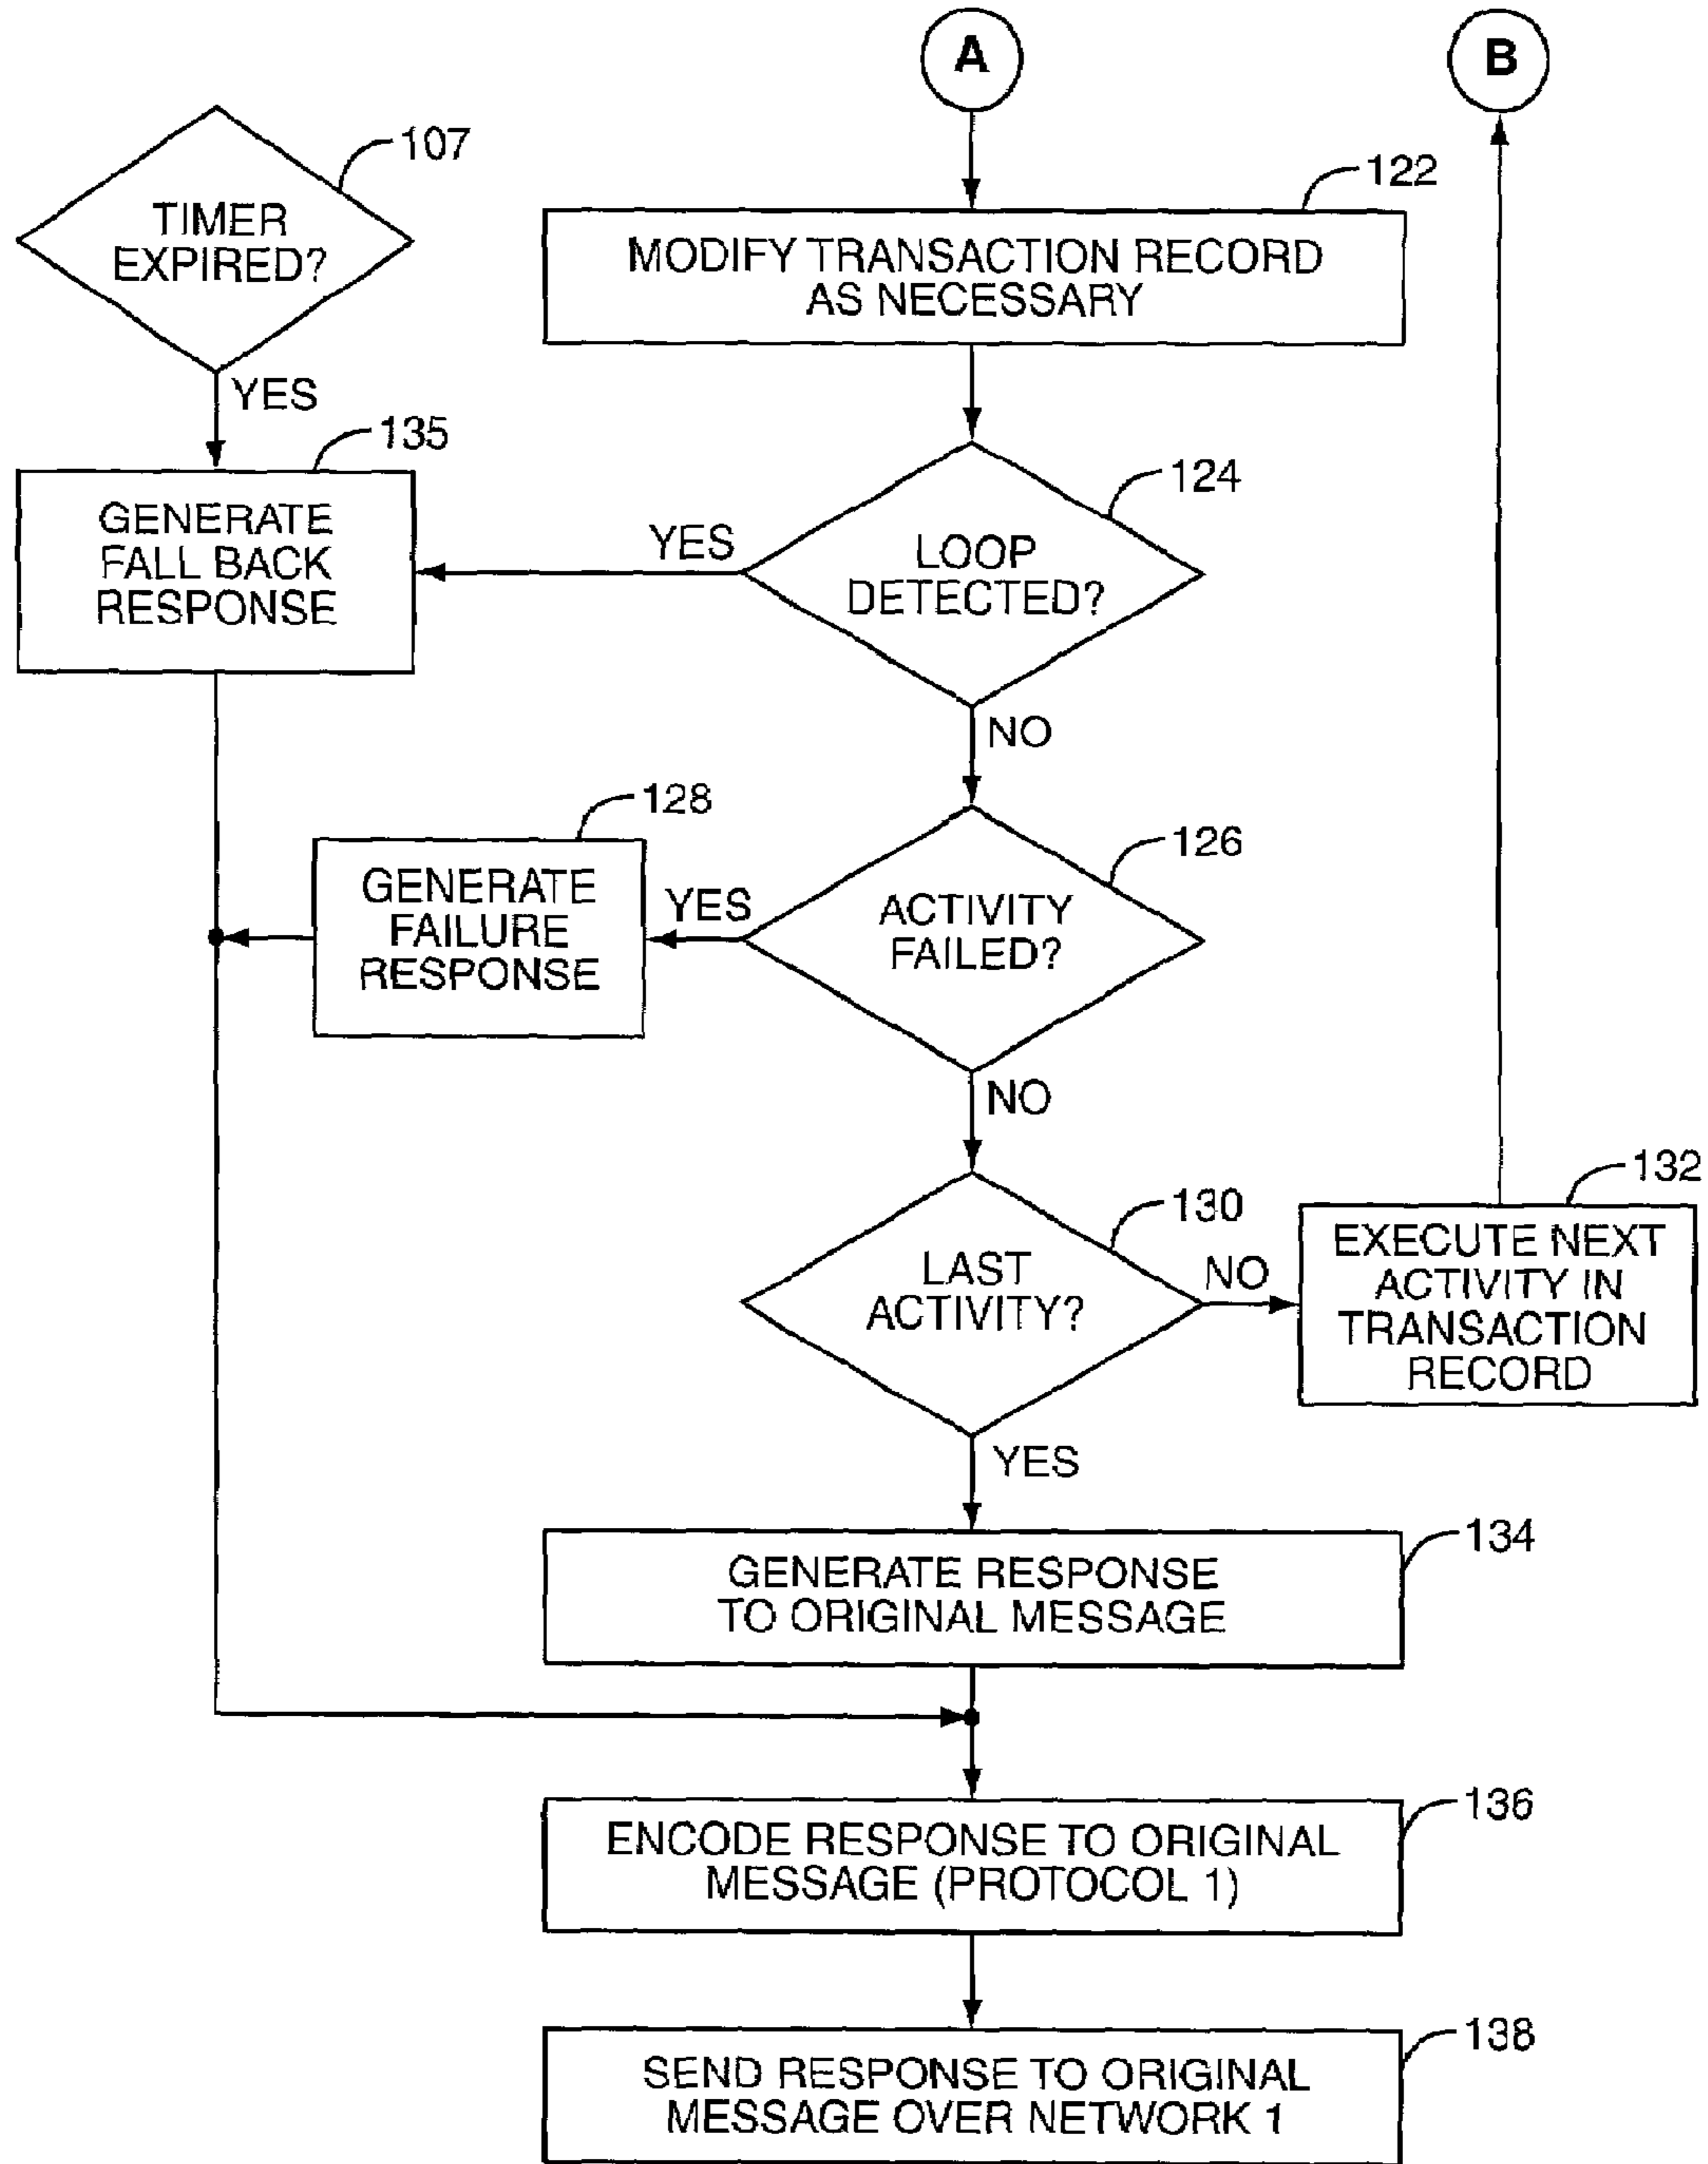 A
B
107
TIMER
EXPIRED?
122
MODIFY TRANSACTION RECORD
AS NECESSARY
YES
135
GENERATE
FALL BACK
RESPONSE
124
YES
LOOP
DETECTED?
NO
128
GENERATE
FAILURE
RESPONSE
126
YES
ACTIVITY
FAILED?
NO
130
LAST
ACTIVITY?
NO
132
EXECUTE NEXT
ACTIVITY IN
TRANSACTION
RECORD
YES
134
GENERATE RESPONSE
TO ORIGINAL MESSAGE
136
ENCODE RESPONSE TO ORIGINAL
MESSAGE (PROTOCOL 1)
138
SEND RESPONSE TO ORIGINAL
MESSAGE OVER NETWORK 1